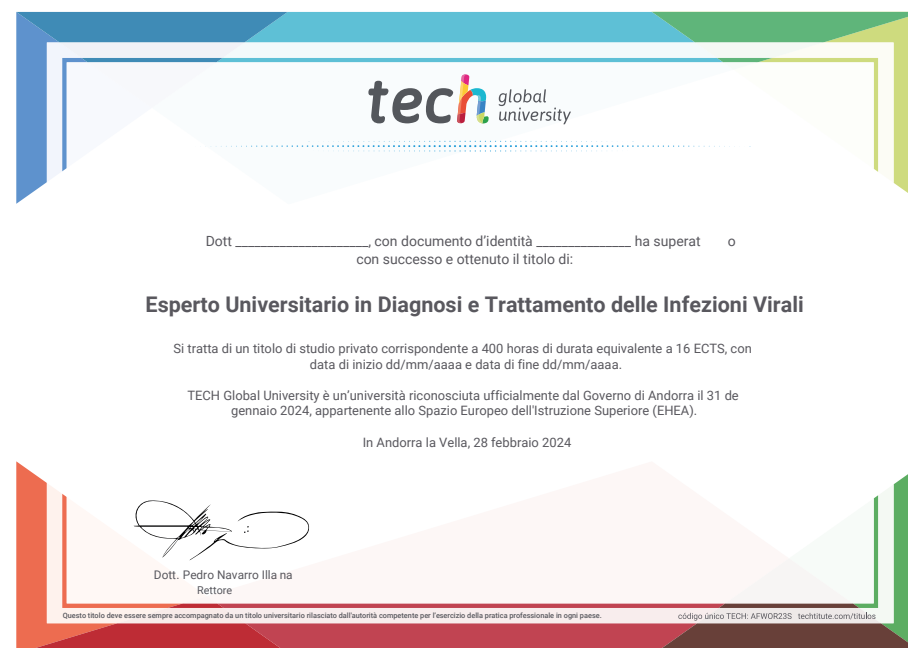 tech global
university
Dott ___________________, con documento d'identità ______________ ha superat o
con successo e ottenuto il titolo di:
Esperto Universitario in Diagnosi e Trattamento delle Infezioni Virali
Si tratta di un titolo di studio privato corrispondente a 400 horas di durata equivalente a 16 ECTS, con
data di inizio dd/mm/aaaa e data di fine dd/mm/aaaa.
TECH Global University è un'università riconosciuta ufficialmente dal Governo di Andorra il 31 de
gennaio 2024, appartenente allo Spazio Europeo dell'Istruzione Superiore (EHEA).
In Andorra la Vella, 28 febbraio 2024
Dott. Pedro Navarro Illa na
Rettore
Questo titolo deve essere sempre accompagnato da un titolo universitario rilasciato dall'autorità competente per l'esercizio della pratica professionale in ogni paese.
código único TECH: AFWOR23S techtitute.com/titulos